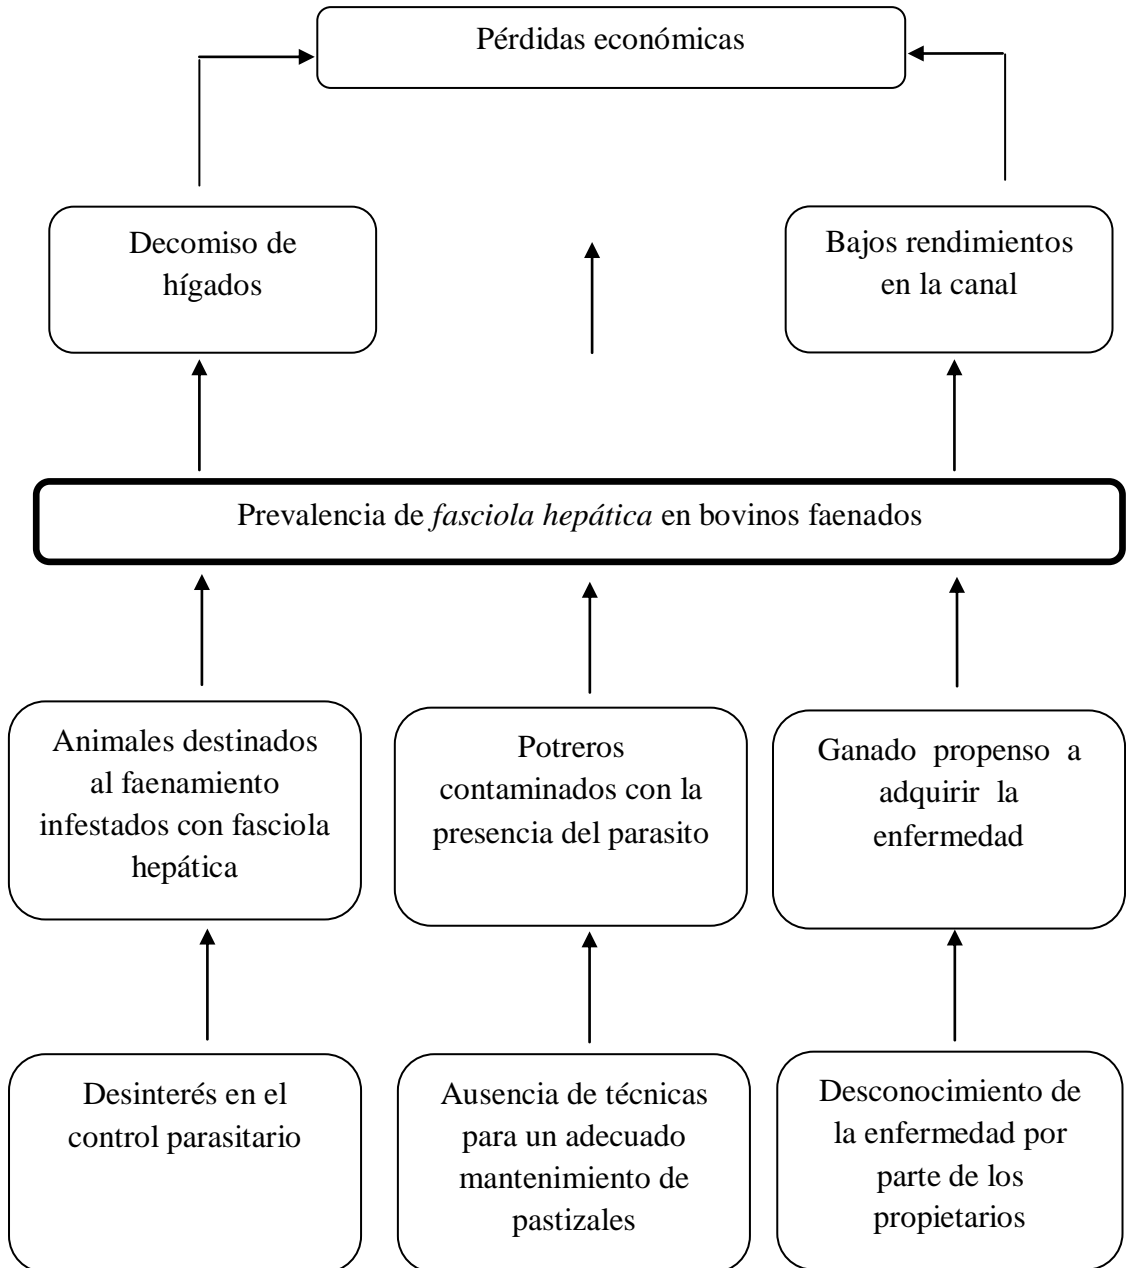 Pérdidas económicas
Decomiso de
hígados
Bajos rendimientos
en la canal
Prevalencia de fasciola hepática en bovinos faenados
Animales destinados
al faenamiento
infestados con fasciola
hepática
Potreros
contaminados con la
presencia del parasito
Ganado propenso a
adquirir la
enfermedad
Desinterés en el
control parasitario
Ausencia de técnicas
para un adecuado
mantenimiento de
pastizales
Desconocimiento de
la enfermedad por
parte de los
propietarios